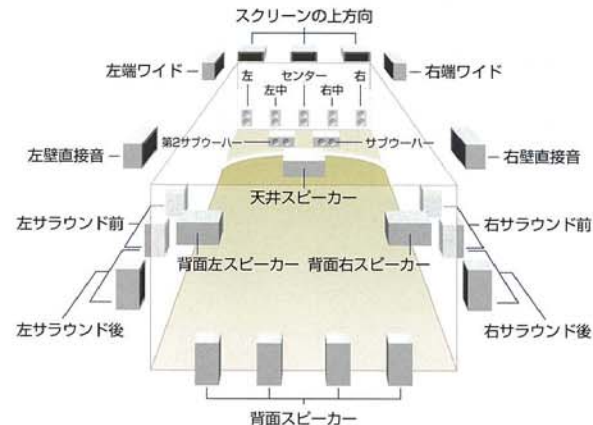 スクリーンの上方向
左端ワイド
右端ワイド
左
センター
右
左中
右中
第2サブウーハー
サブウーハー
左壁直接音
右壁直接音
天井スピーカー
左サラウンド前
右サラウンド前
背面左スピーカー
背面右スピーカー
左サラウンド後
右サラウンド後
背面スピーカー